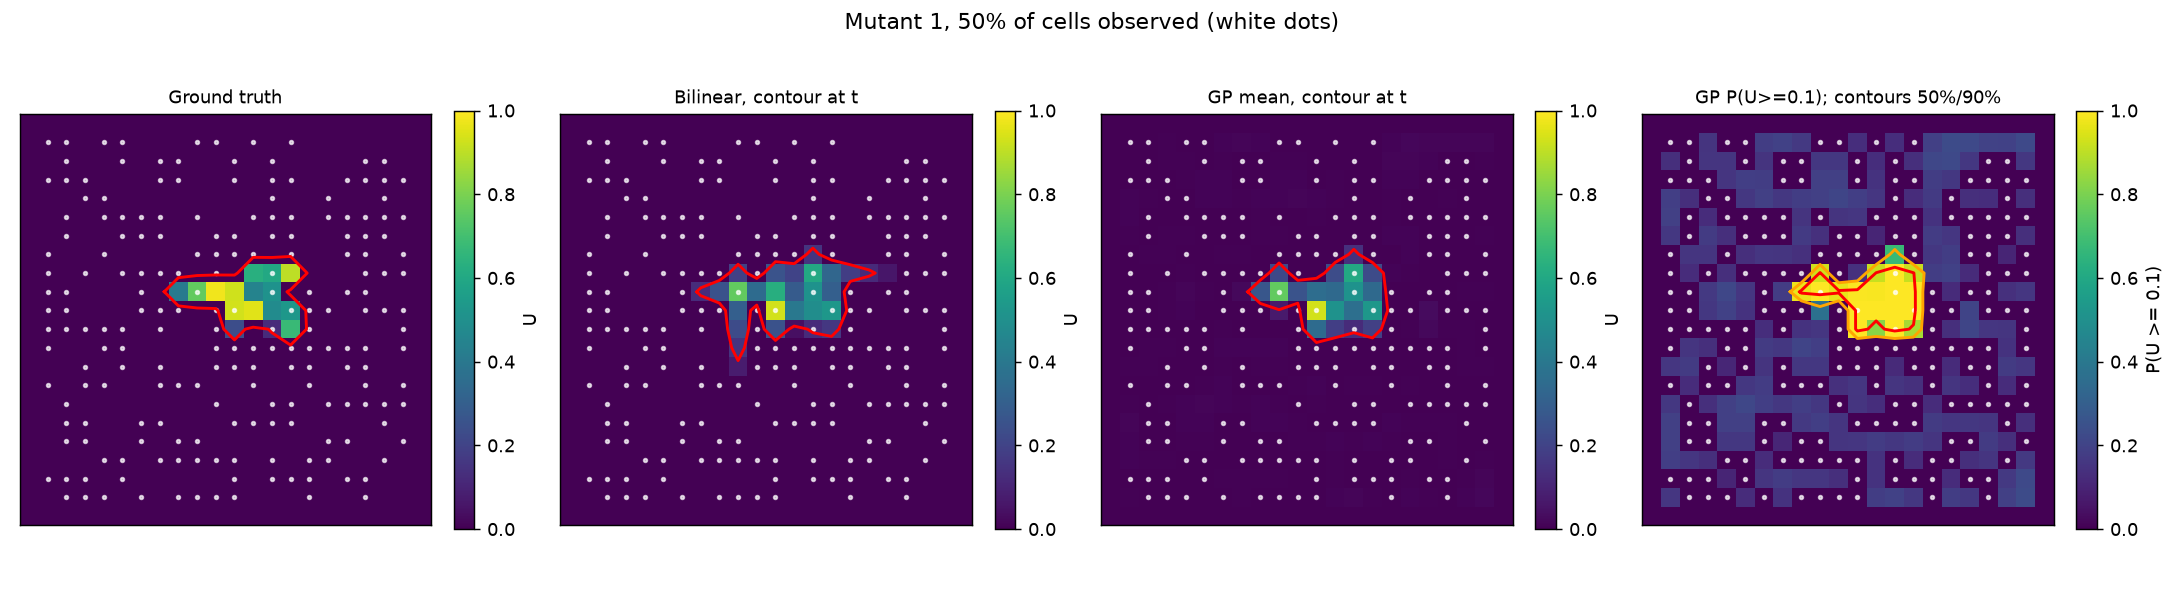 Mutant 1, 50% of cells observed (white dots)
Ground truth
Bilinear, contour at t
GP mean, contour at t
GP P(U>=0.1); contours 50%/90%
1.0
0.8
0.6
0.4
0.2
0.0
U
1.0
0.8
0.6
0.4
0.2
0.0
U
1.0
0.8
0.6
0.4
0.2
0.0
U
1.0
0.8
0.6
0.4
0.2
0.0
P(U >= 0.1)